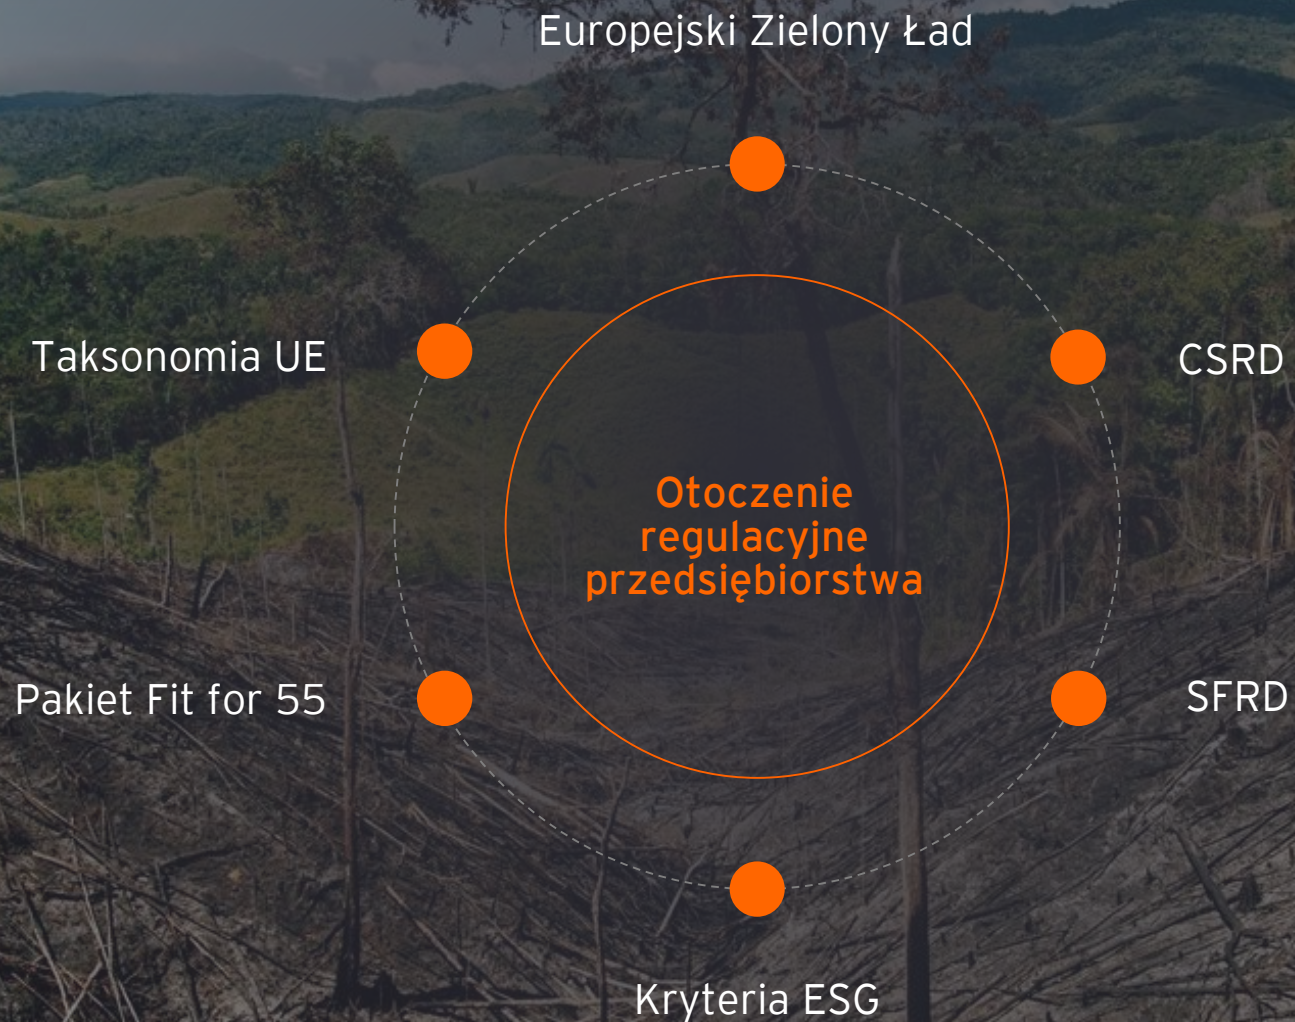 Europejski Zielony Ład
Taksonomia UE
CSRD
Otoczenie
regulacyjne
przedsiębiorstwa
Pakiet Fit for 55
SFRD
Kryteria ESG